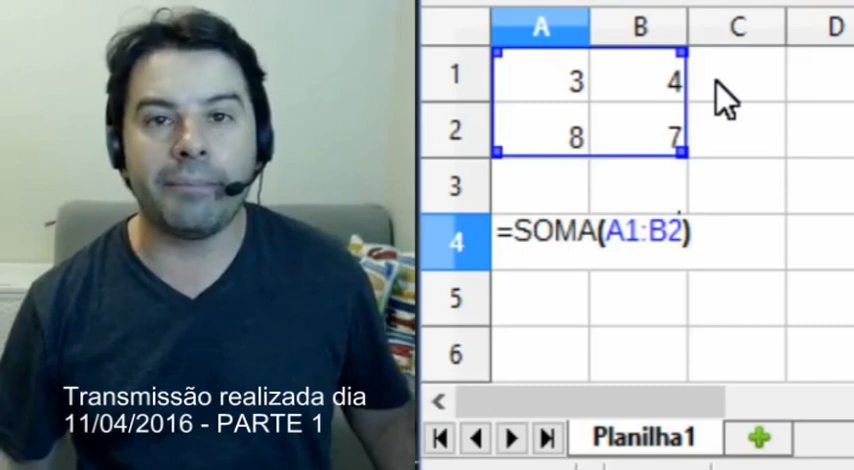 Transmissão realizada dia
11/04/2016 - PARTE 1
A B C D
1 3 4
2 8 7
3
4 =SOMA(A1:B2)
5
6
Planilha1